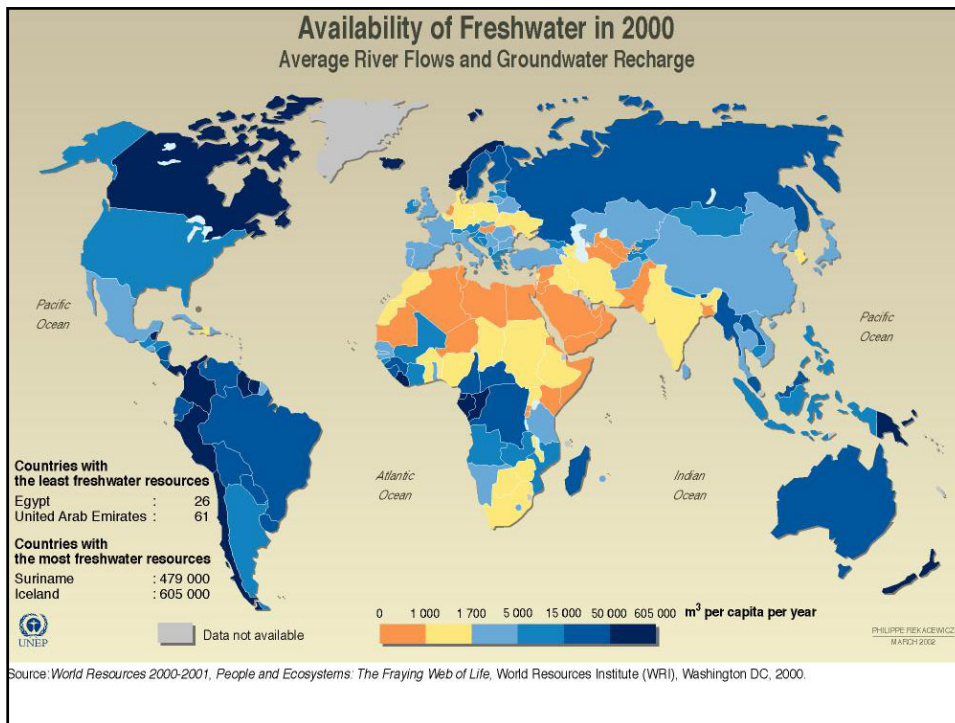 Availability of Freshwater in 2000
Average River Flows and Groundwater Recharge
Pacific
Ocean
Pacific
Ocean
Atlantic
Ocean
Indian
Ocean
Countries with
the least freshwater resources
Egypt : 26
United Arab Emirates : 61
Countries with
the most freshwater resources
Suriname : 479 000
Iceland : 605 000
0 1 000 1 700 5 000 15 000 50 000 605 000 m³ per capita per year
UNEP
Data not available
PHILIPPE REKACEWICZ
MARCH 2002
Source: World Resources 2000-2001, People and Ecosystems: The Fraying Web of Life, World Resources Institute (WRI), Washington DC, 2000.